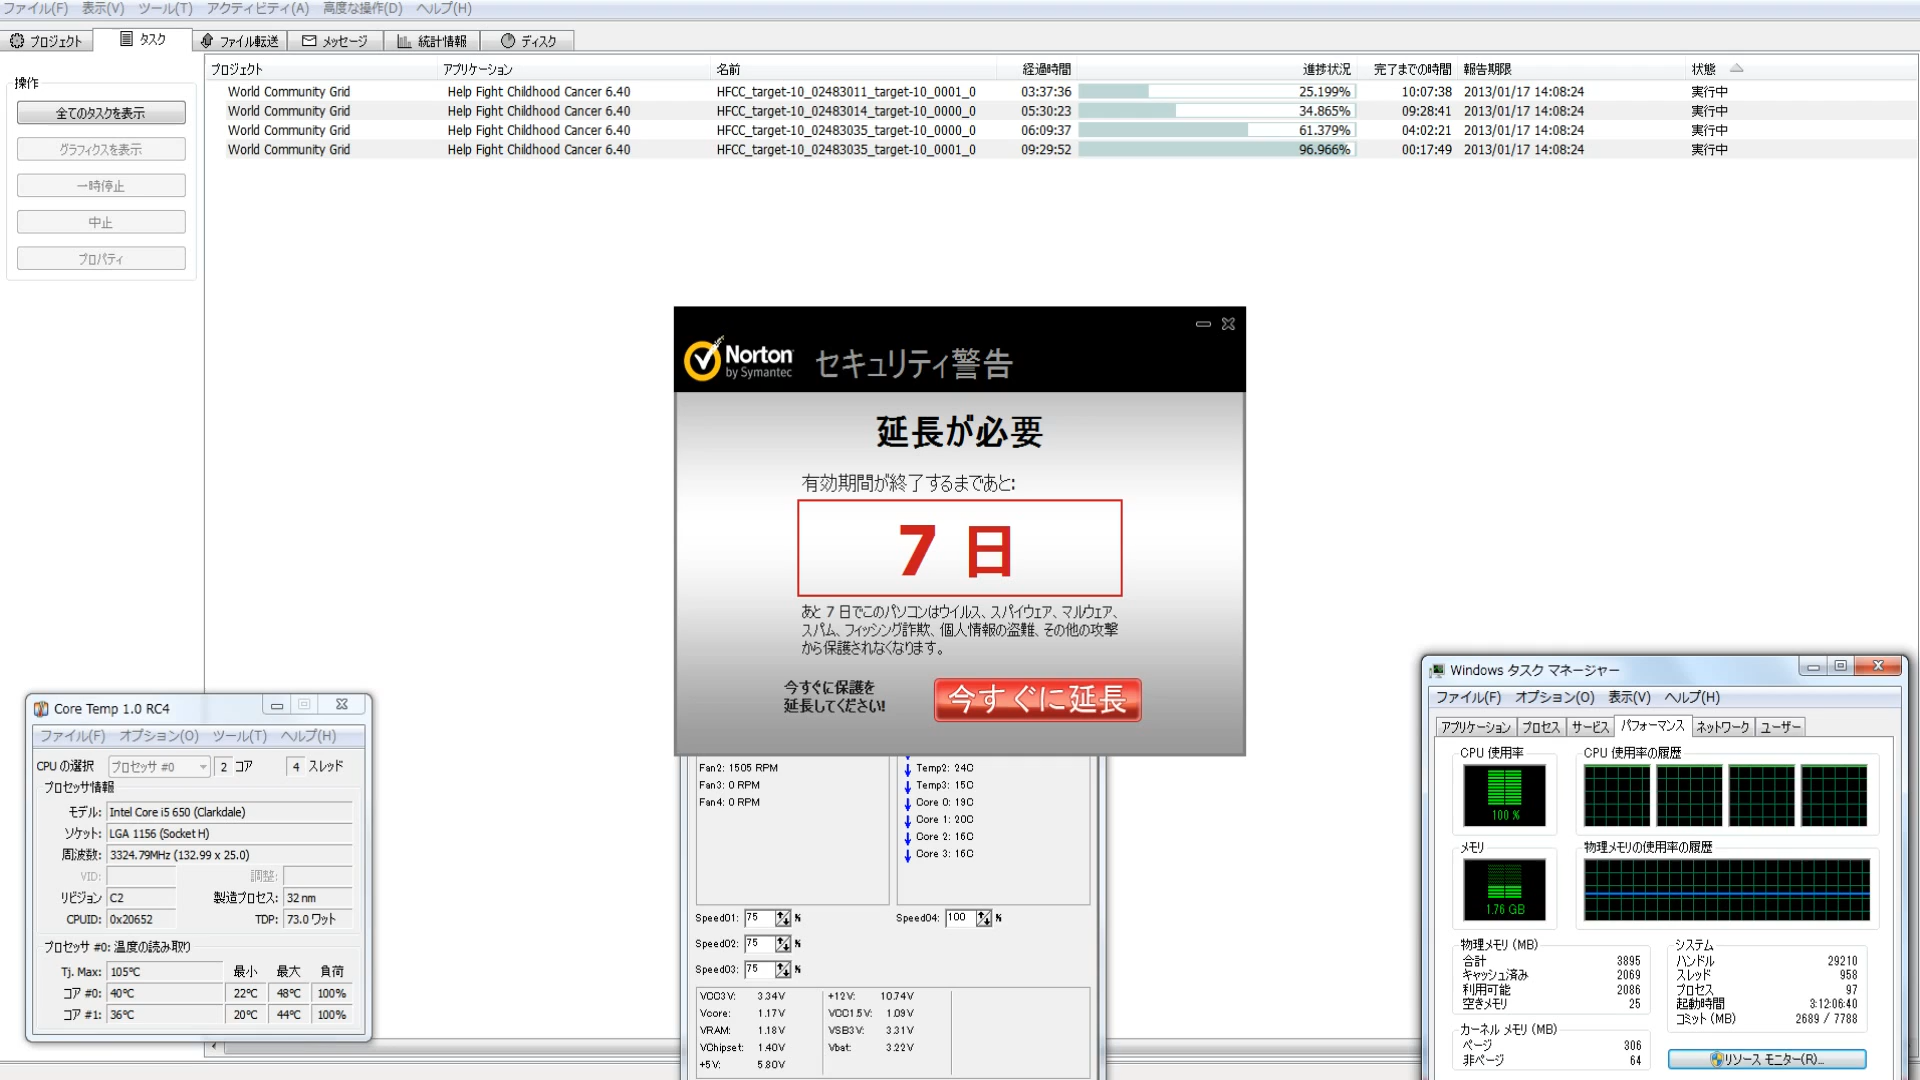 ファイル(F) 表示(V) ツール(T) アクティビティ(A) 高度な操作(D) ヘルプ(H)
プロジェクト タスク ファイル転送 メッセージ 統計情報 ディスク
操作
全てのタスクを表示
グラフィクスを表示
一時停止
中止
プロパティ
プロジェクト アプリケーション 名前 経過時間 進捗状況 完了までの時間 報告期限 状態
World Community Grid Help Fight Childhood Cancer 6.40 HFCC_target-10_02483011_target-10_0001_0 03:37:36 25.199% 10:07:38 2013/01/17 14:08:24 実行中
World Community Grid Help Fight Childhood Cancer 6.40 HFCC_target-10_02483014_target-10_0000_0 05:30:23 34.865% 09:28:41 2013/01/17 14:08:24 実行中
World Community Grid Help Fight Childhood Cancer 6.40 HFCC_target-10_02483035_target-10_0000_0 06:09:37 61.379% 04:02:21 2013/01/17 14:08:24 実行中
World Community Grid Help Fight Childhood Cancer 6.40 HFCC_target-10_02483035_target-10_0001_0 09:29:52 96.966% 00:17:49 2013/01/17 14:08:24 実行中
Norton by Symantec セキュリティ警告
延長が必要
有効期間が終了するまであと:
7 日
あと 7 日でこのパソコンはウイルス、スパイウェア、マルウェア、
スパム、フィッシング詐欺、個人情報の盗難、その他の攻撃
から保護されなくなります。
今すぐに保護を
延長してください!
今すぐに延長
Core Temp 1.0 RC4
ファイル(F) オプション(O) ツール(T) ヘルプ(H)
CPU の選択 プロセッサ #0 2 コア 4 スレッド
プロセッサ情報
モデル: Intel Core i5 650 (Clarkdale)
ソケット: LGA 1156 (Socket H)
周波数: 3324.79MHz (132.99 x 25.0)
VID: 調整:
リビジョン C2 製造プロセス: 32 nm
CPUID: 0x20652 TDP: 73.0 ワット
プロセッサ #0: 温度の読み取り
Tj. Max: 105℃ 最小 最大 負荷
コア #0: 40℃ 22℃ 48℃ 100%
コア #1: 36℃ 20℃ 44℃ 100%
Fan2: 1505 RPM
Fan3: 0 RPM
Fan4: 0 RPM
Temp2: 24C
Temp3: 15C
Core 0: 19C
Core 1: 20C
Core 2: 16C
Core 3: 16C
Speed01: 75 % Speed04: 100 %
Speed02: 75 %
Speed03: 75 %
VCC3V: 3.34V +12V: 10.74V
Vcore: 1.17V VCC1.5V: 1.09V
VRAM: 1.18V VSB3V: 3.31V
VChipset: 1.40V Vbat: 3.22V
+5V: 5.80V
Windows タスク マネージャー
ファイル(F) オプション(O) 表示(V) ヘルプ(H)
アプリケーション プロセス サービス パフォーマンス ネットワーク ユーザー
CPU 使用率 CPU 使用率の履歴
100 %
メモリ 物理メモリの使用率の履歴
1.76 GB
物理メモリ (MB)
合計 3895
キャッシュ済み 2069
利用可能 2086
空きメモリ 25
カーネル メモリ (MB)
ページ 306
非ページ 64
システム
ハンドル 29210
スレッド 958
プロセス 97
起動時間 3:12:06:40
コミット (MB) 2689 / 7788
リソース モニター(R)...